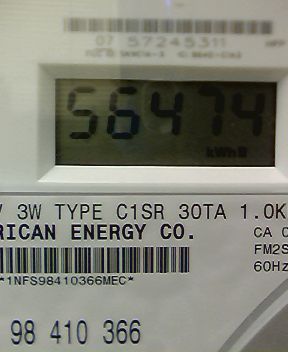 07 57245311
56474
kWh
3W TYPE C1SR 30TA 1.0K
RICAN ENERGY CO.
CA 0
FM2S
60Hz
*1NFS98410366MEC*
98 410 366